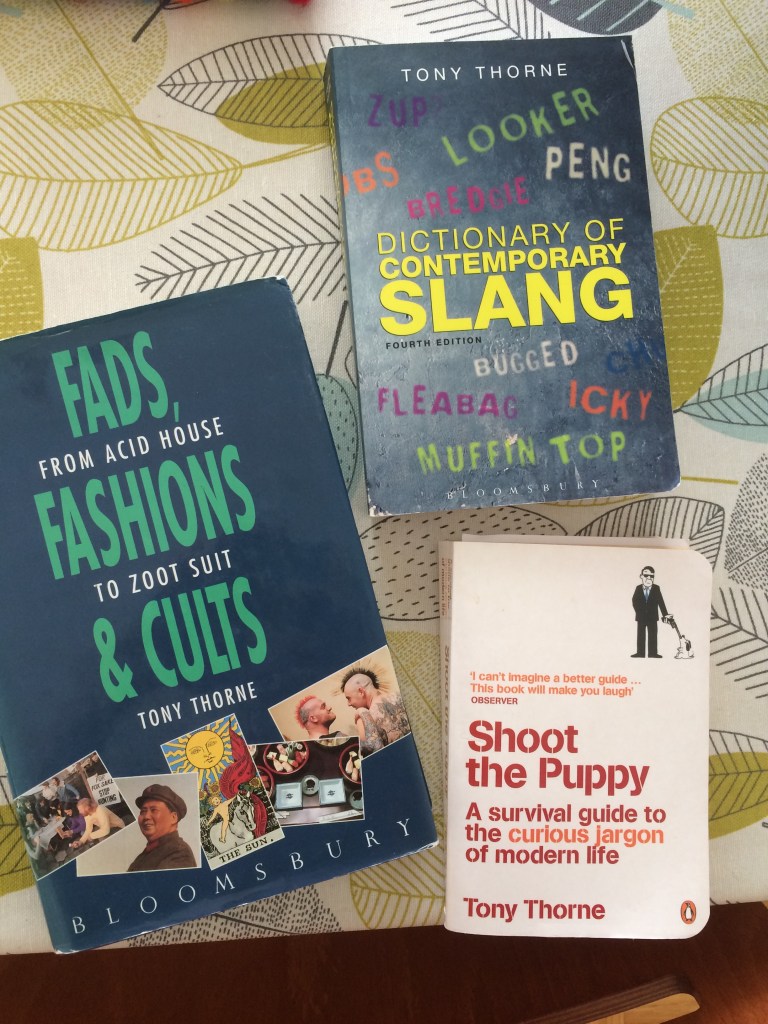 TONY THORNE
ZUP
LOOKER
PENG
BREDGIE
DICTIONARY OF
CONTEMPORARY
SLANG
FOURTH EDITION
BUGGED
FLEABAG
ICKY
MUFFIN TOP
BLOOMSBURY
FADS,
FROM ACID HOUSE
FASHIONS
TO ZOOT SUIT
& CULTS
TONY THORNE
STOP
HUNTING
THE SUN.
BLOOMSBURY
'I can't imagine a better guide ...
This book will make you laugh'
OBSERVER
Shoot
the Puppy
A survival guide to
the curious jargon
of modern life
Tony Thorne